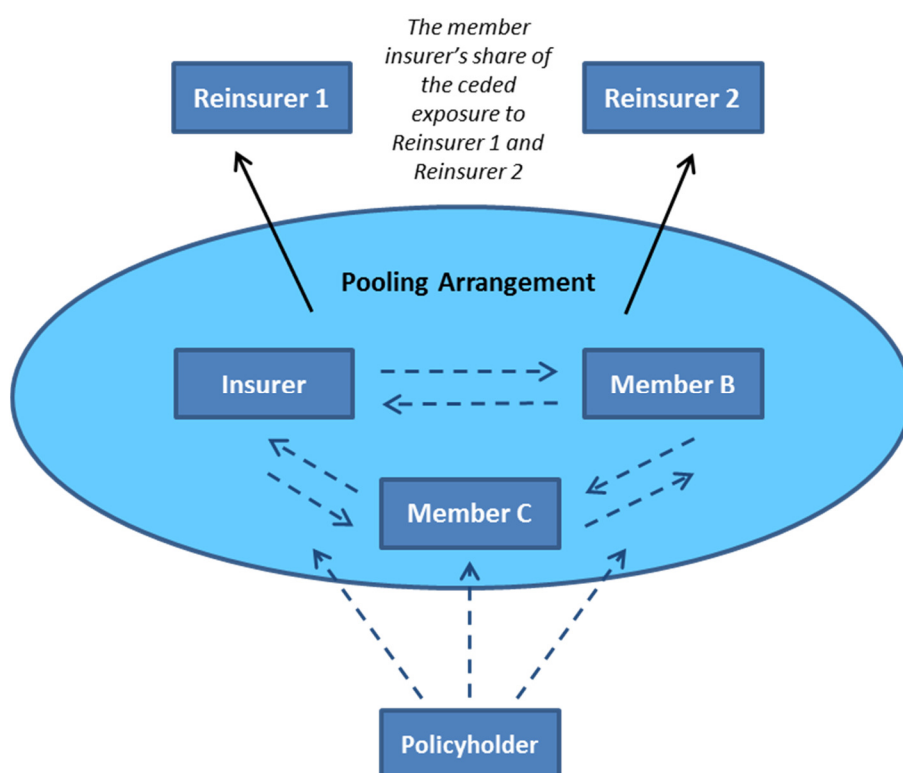 The member
insurer's share of
the ceded
exposure to
Reinsurer 1 and
Reinsurer 2
Reinsurer 1
Reinsurer 2
Pooling Arrangement
Insurer
Member B
Member C
Policyholder